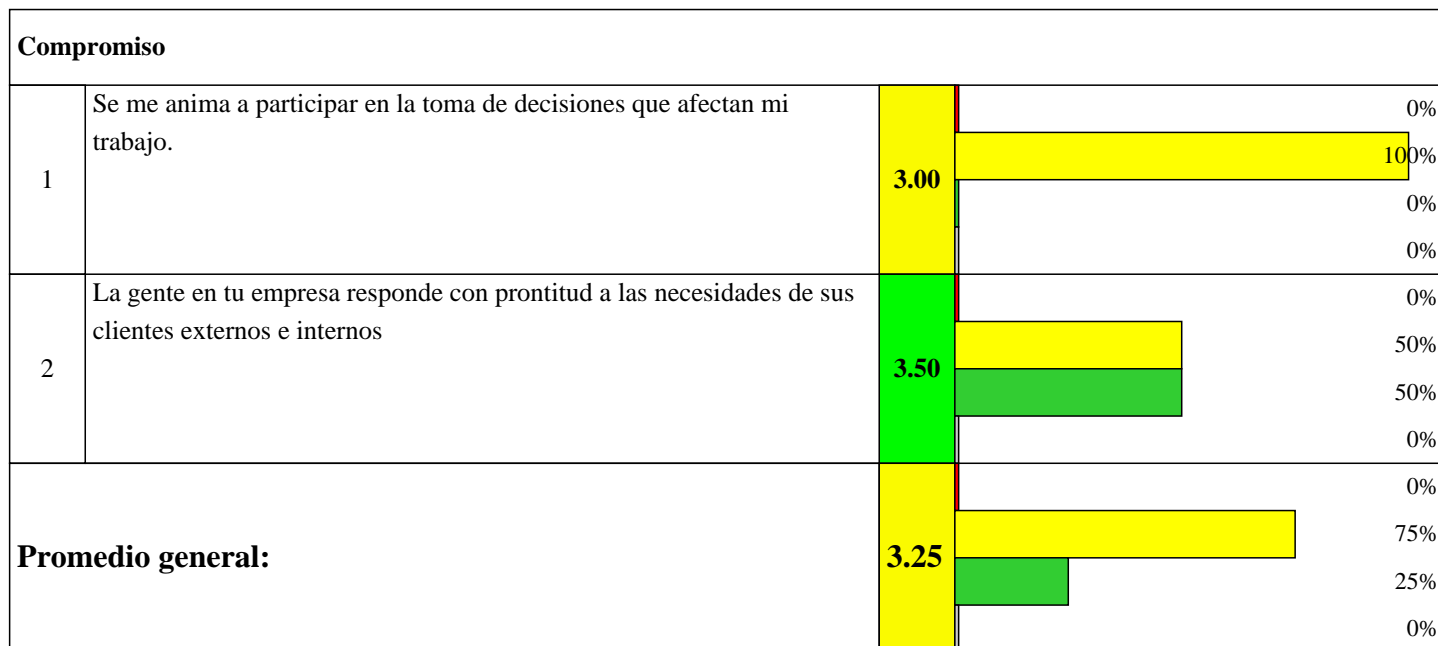 Compromiso
1
Se me anima a participar en la toma de decisiones que afectan mi
trabajo.
3.00
0%
100%
0%
0%
2
La gente en tu empresa responde con prontitud a las necesidades de sus
clientes externos e internos
3.50
0%
50%
50%
0%
Promedio general:
3.25
0%
75%
25%
0%